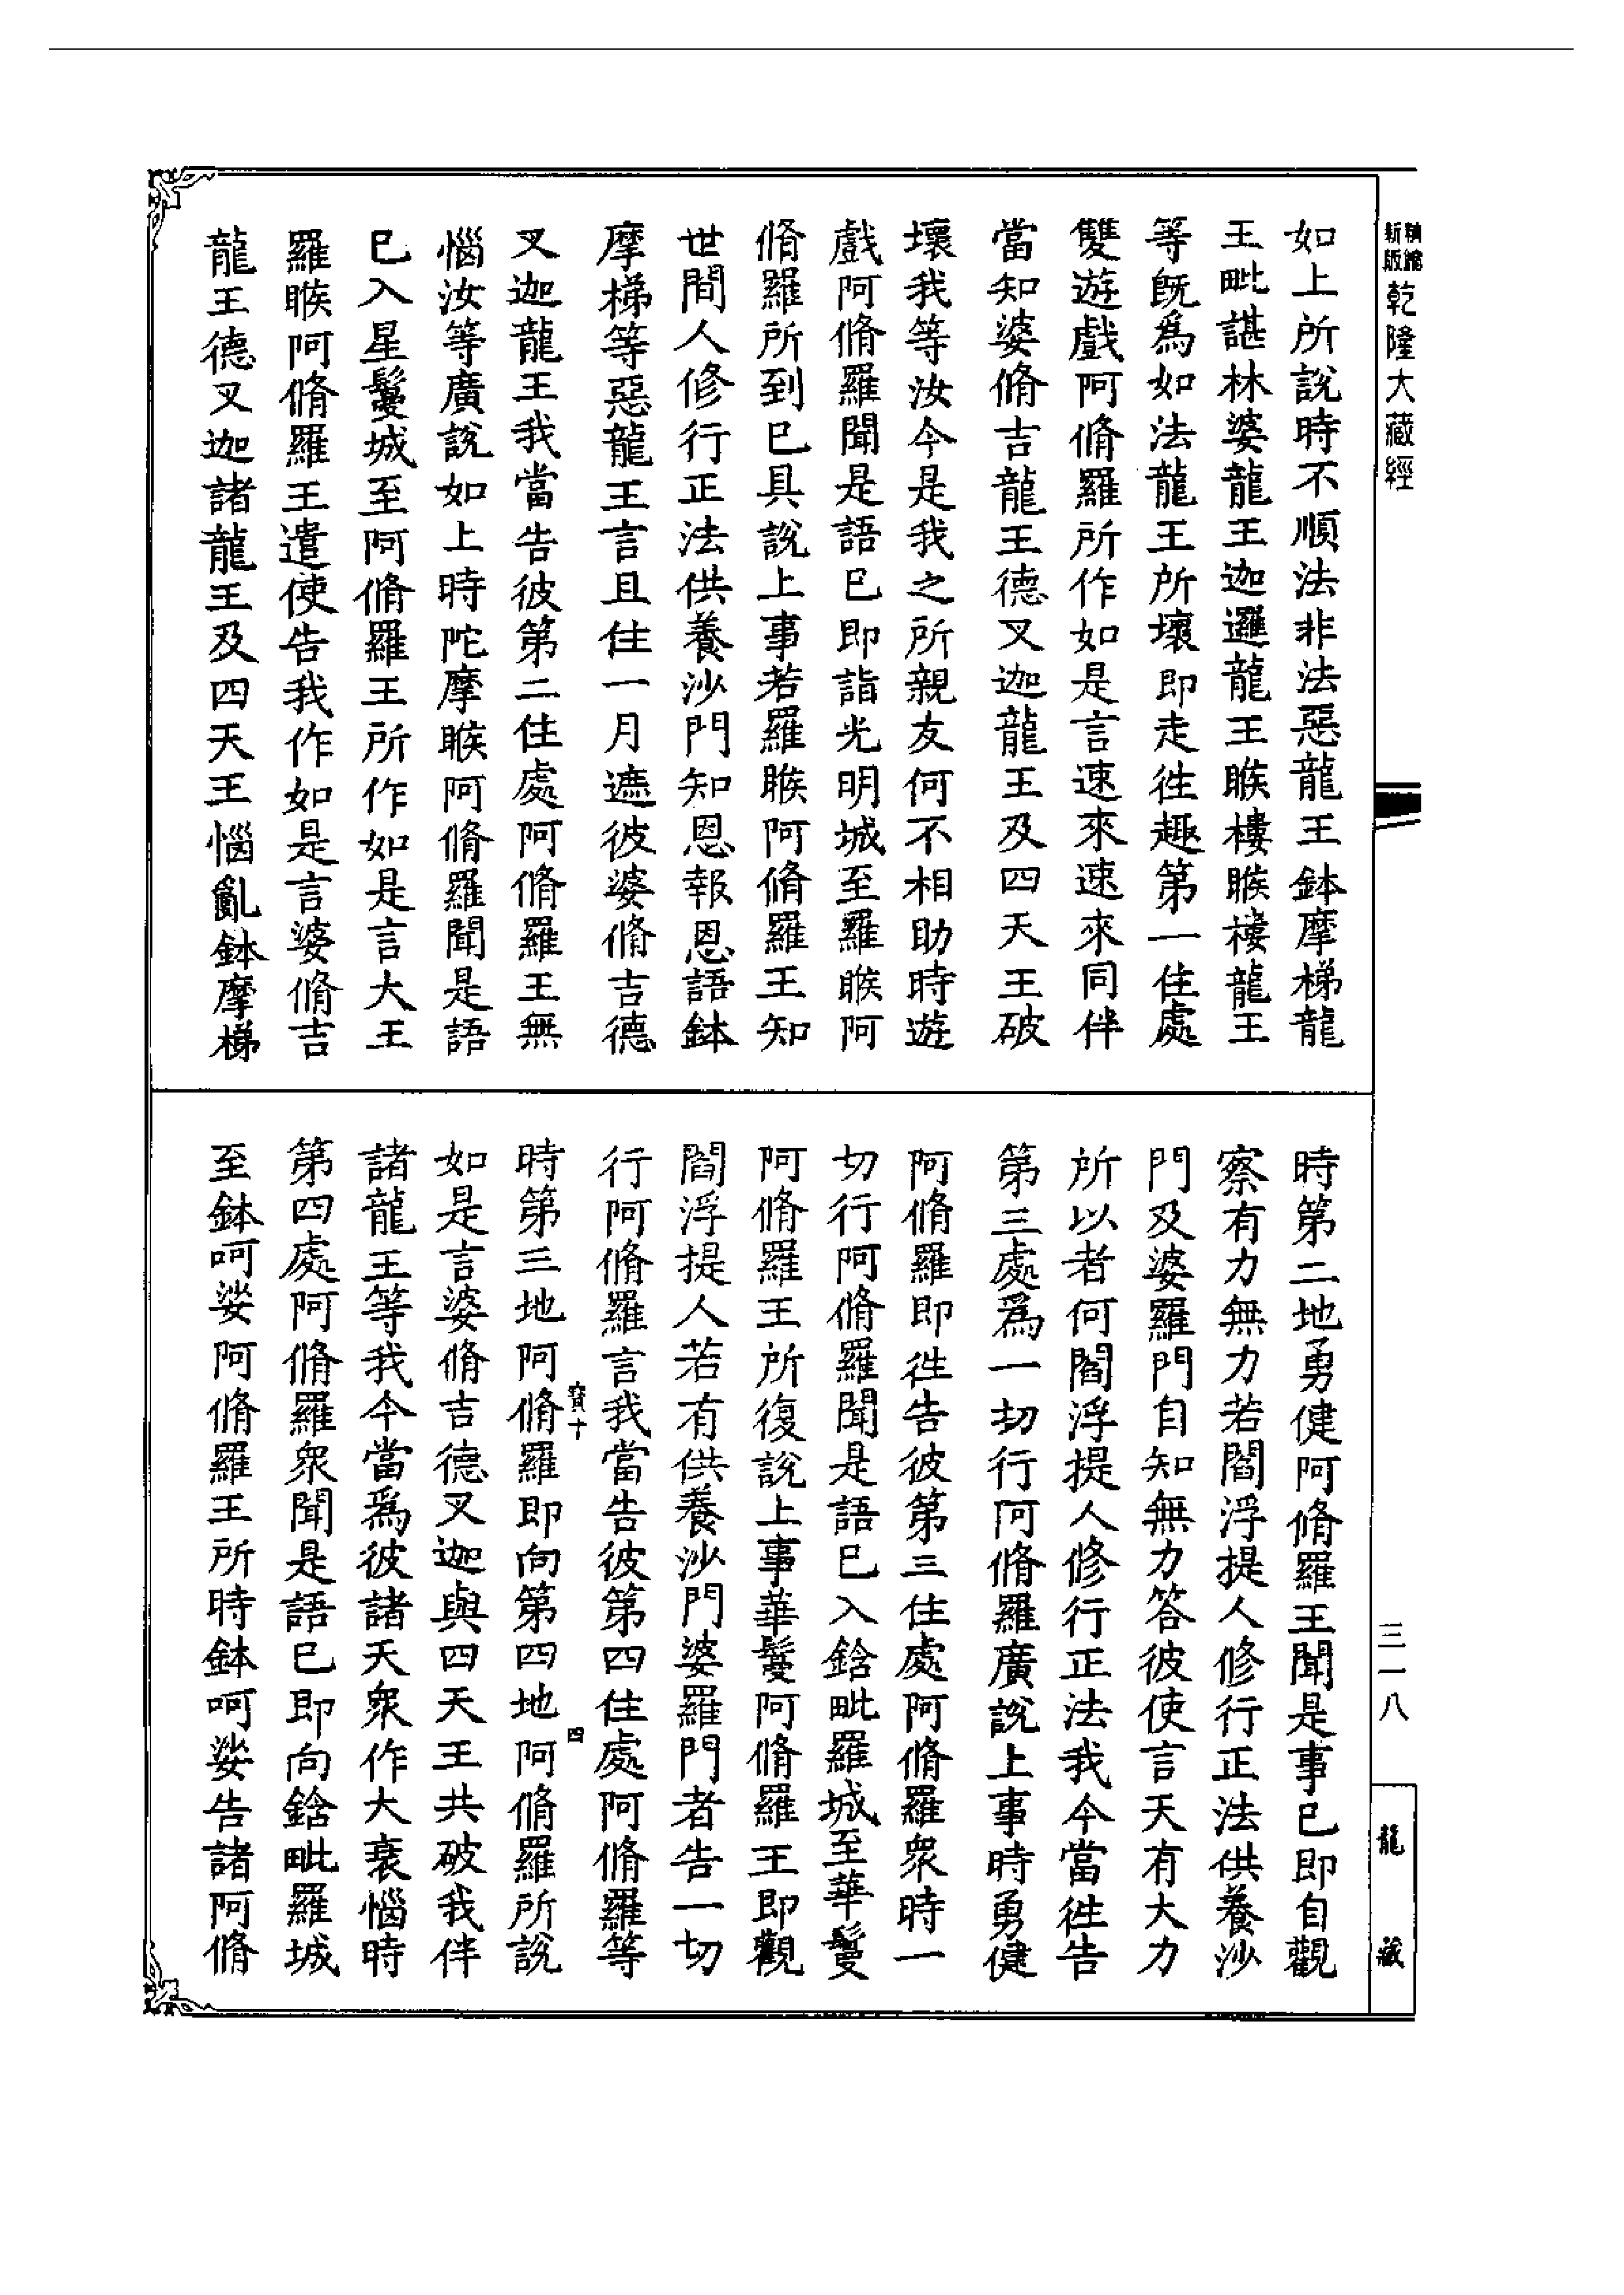 精縮新版乾隆大藏經
如上所說時不順法非法惡龍王鉢摩梯龍
王毗諶林婆龍王迦邏龍王睺樓睺樓龍王
等旣爲如法龍王所壞即走徃趣第一住處
雙遊戲阿脩羅所作如是言速來速來同伴
當知婆脩吉龍王德叉迦龍王及四天王破
壞我等汝今是我之所親友何不相助時遊
戲阿脩羅聞是語已即詣光明城至羅睺阿
脩羅所到已具說上事若羅睺阿脩羅王知
世間人修行正法供養沙門知恩報恩語鉢
摩梯等惡龍王言且住一月遮彼婆脩吉德
叉迦龍王我當告彼第二住處阿脩羅王無
惱汝等廣說如上時陀摩睺阿脩羅聞是語
已入星鬘城至阿脩羅王所作如是言大王
羅睺阿脩羅王遣使告我作如是言婆脩吉
龍王德叉迦諸龍王及四天王惱亂鉢摩梯
時第二地勇健阿脩羅王聞是事已即自觀
察有力無力若閻浮提人修行正法供養沙
門及婆羅門自知無力答彼使言天有大力
所以者何閻浮提人修行正法我今當徃告
第三處爲一切行阿脩羅廣說上事時勇健
阿脩羅即徃告彼第三住處阿脩羅眾時一
切行阿脩羅聞是語已入鋡毗羅城至華鬘
阿脩羅王所復說上事華鬘阿脩羅王即觀
閻浮提人若有供養沙門婆羅門者告一切
行阿脩羅言我當告彼第四住處阿脩羅等
寶十 四
時第三地阿脩羅即向第四地阿脩羅所說
如是言婆脩吉德叉迦與四天王共破我伴
諸龍王等我今當爲彼諸天眾作大衰惱時
第四處阿脩羅眾聞是語已即向鋡毗羅城
至鉢呵娑阿脩羅王所時鉢呵娑告諸阿脩
三一八
龍藏